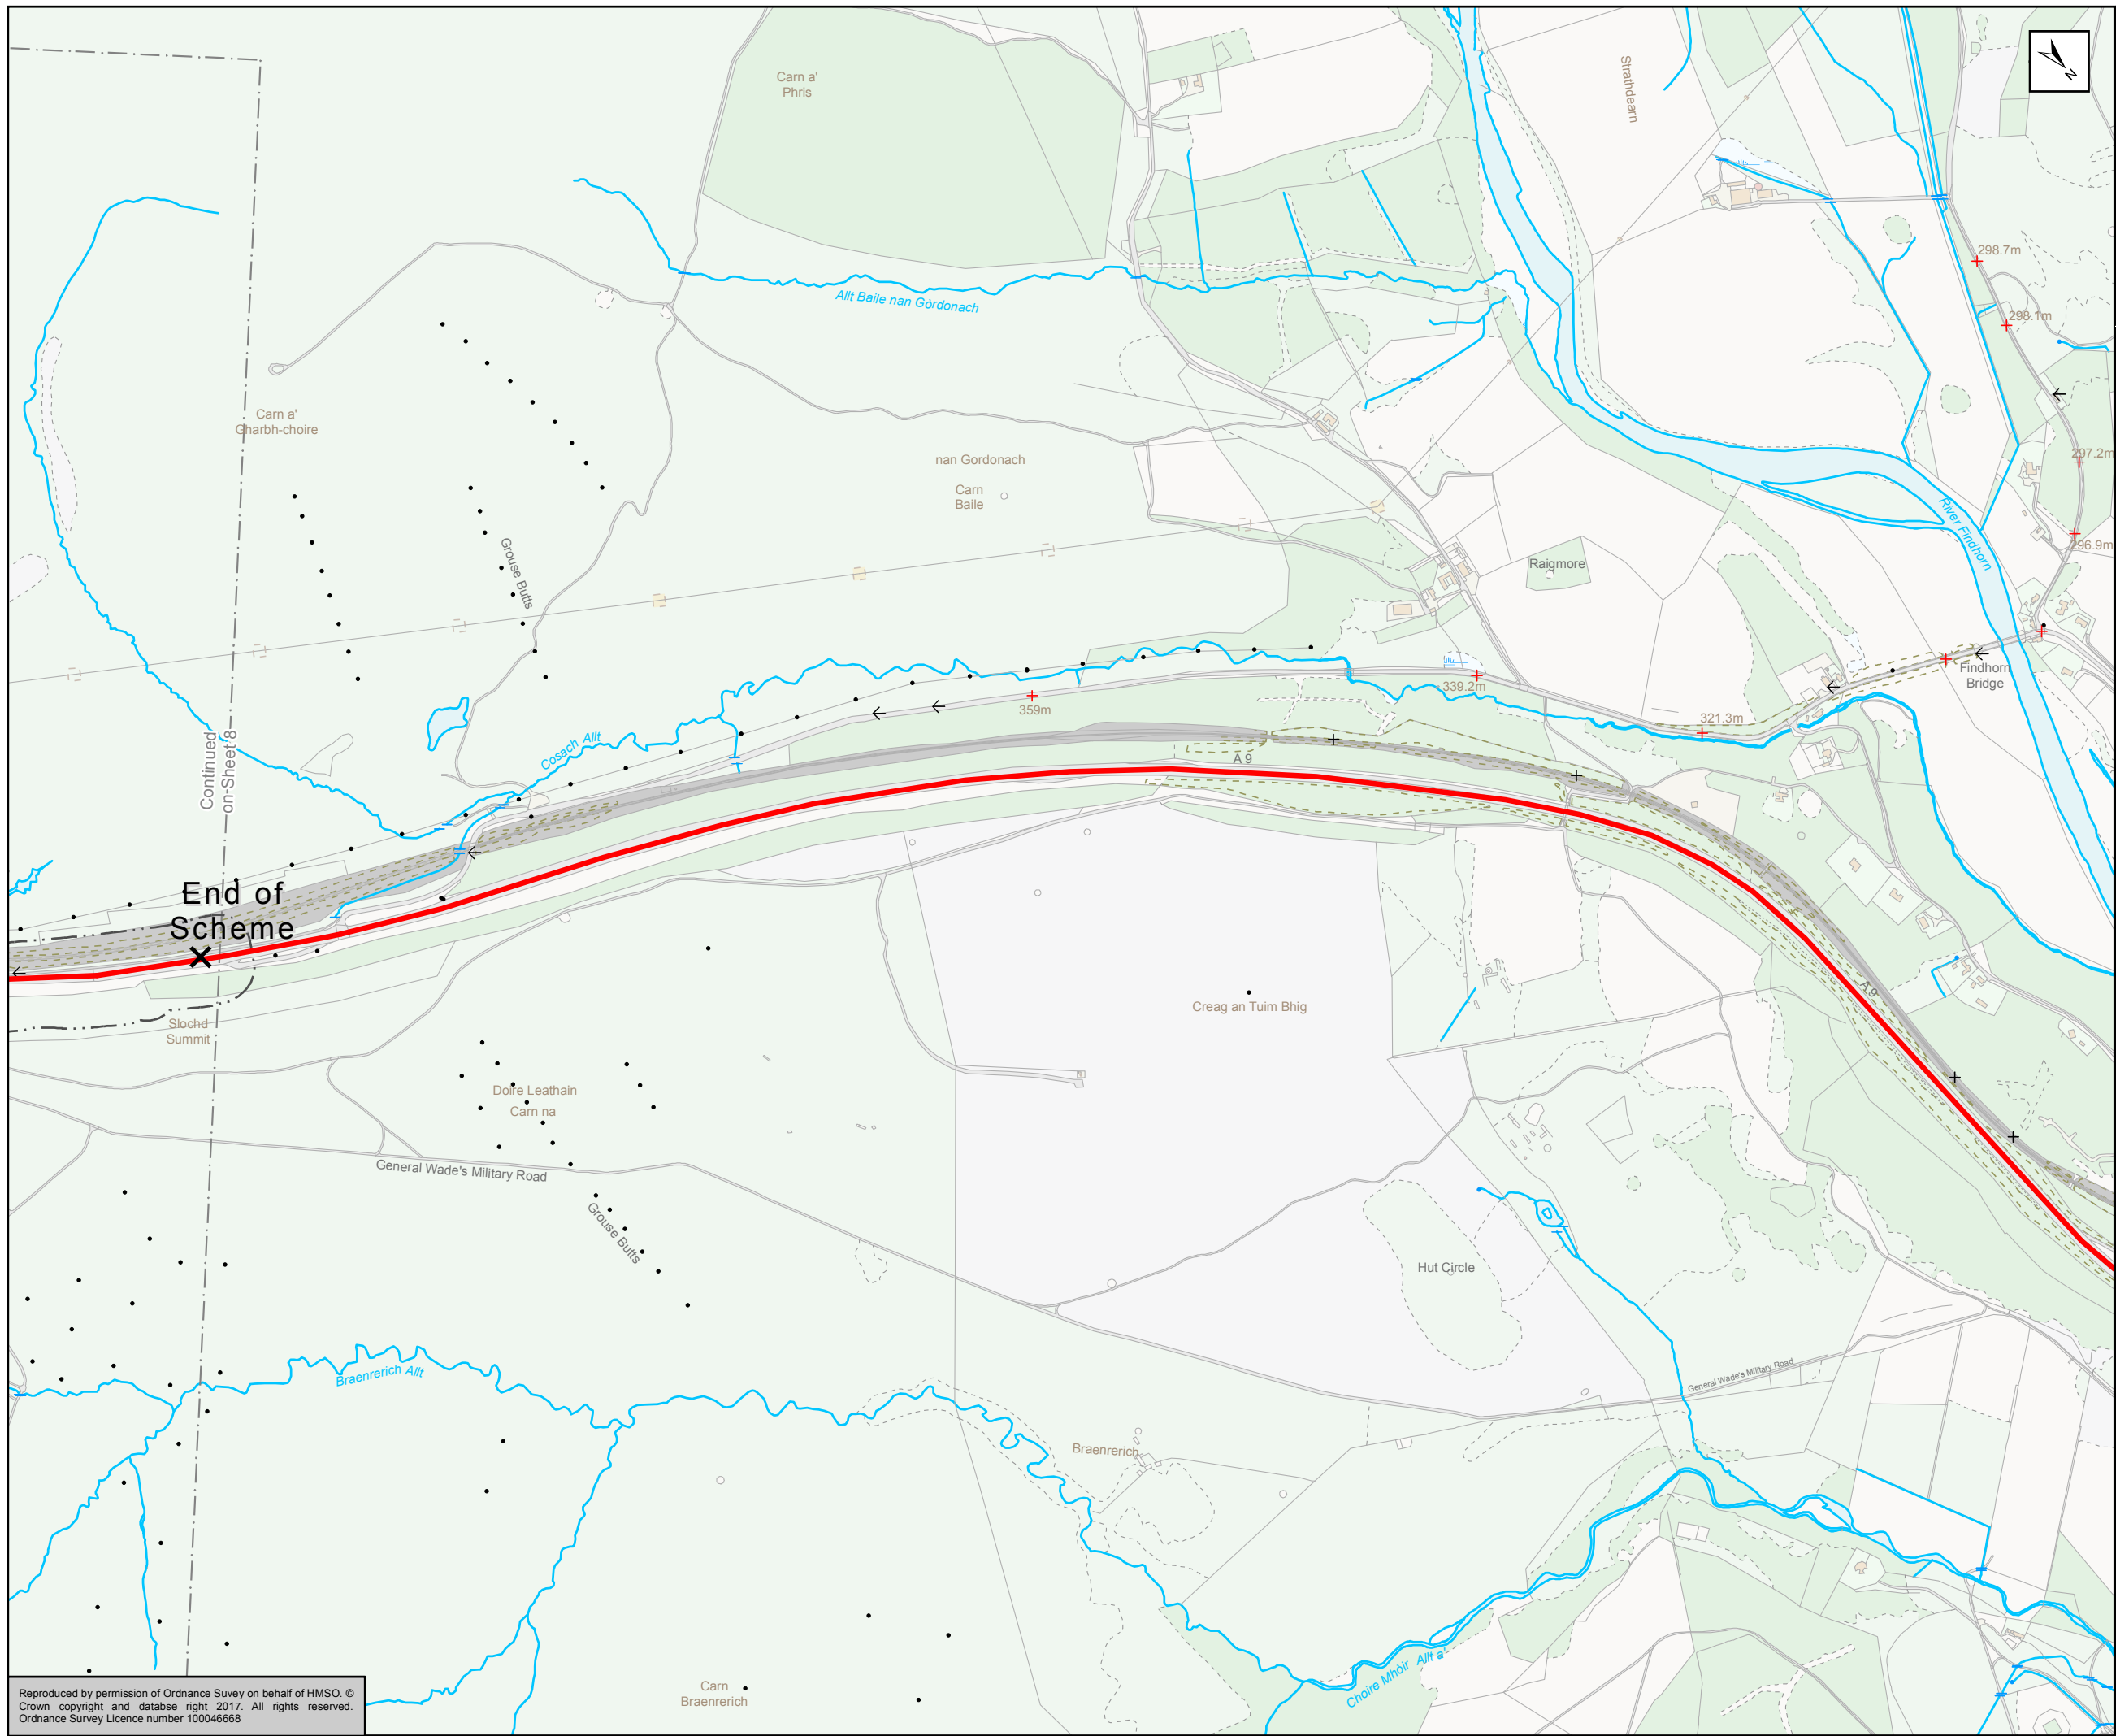 Carn a'
Phris
Strathdearn
N
298.7m
298.1m
Allt Baile nan Gòrdonach
Carn a'
Gharbh-choire
nan Gordonach
Carn
Baile
297.2m
River Findhorn
296.9m
Grouse Butts
Raigmore
Findhorn
Bridge
339.2m
359m
321.3m
Continued
on Sheet 8
Cosach Allt
A 9
End of
Scheme
A 9
Creag an Tuim Bhig
Slochd
Summit
Doire Leathain
Carn na
General Wade's Military Road
Grouse Butts
Hut Circle
General Wade's Military Road
Braenrerich Allt
Braenrerich
Choire Mhòir Allt a'
Carn
Braenrerich
Reproduced by permission of Ordnance Suvey on behalf of HMSO. ©
Crown copyright and databse right 2017. All rights reserved.
Ordnance Survey Licence number 100046668